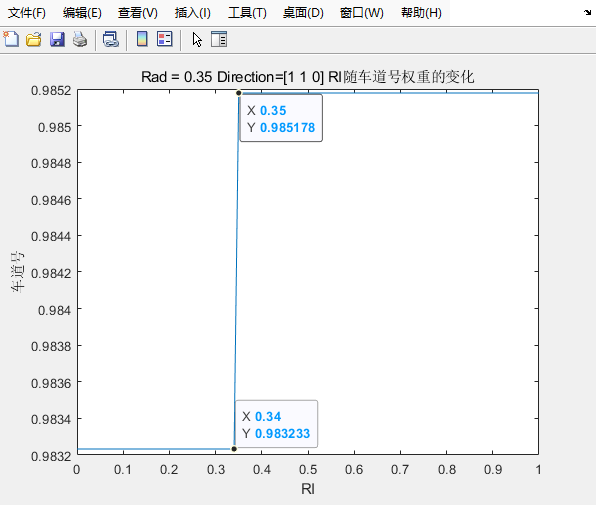 文件(F) 编辑(E) 查看(V) 插入(I) 工具(T) 桌面(D) 窗口(W) 帮助(H)
Rad = 0.35 Direction=[1 1 0] RI随车道号权重的变化
0.9852
0.985
0.9848
0.9846
0.9844
0.9842
0.984
0.9838
0.9836
0.9834
0.9832
车道号
X 0.35
Y 0.985178
X 0.34
Y 0.983233
0 0.1 0.2 0.3 0.4 0.5 0.6 0.7 0.8 0.9 1
RI